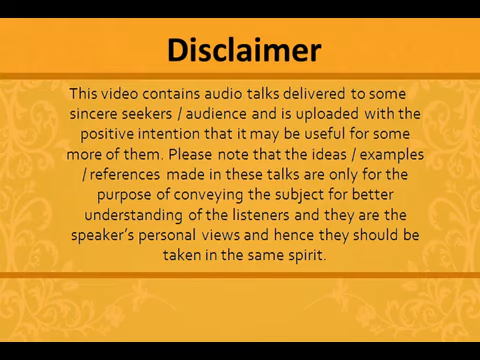 Disclaimer
This video contains audio talks delivered to some
sincere seekers / audience and is uploaded with the
positive intention that it may be useful for some
more of them. Please note that the ideas / examples
/ references made in these talks are only for the
purpose of conveying the subject for better
understanding of the listeners and they are the
speaker's personal views and hence they should be
taken in the same spirit.